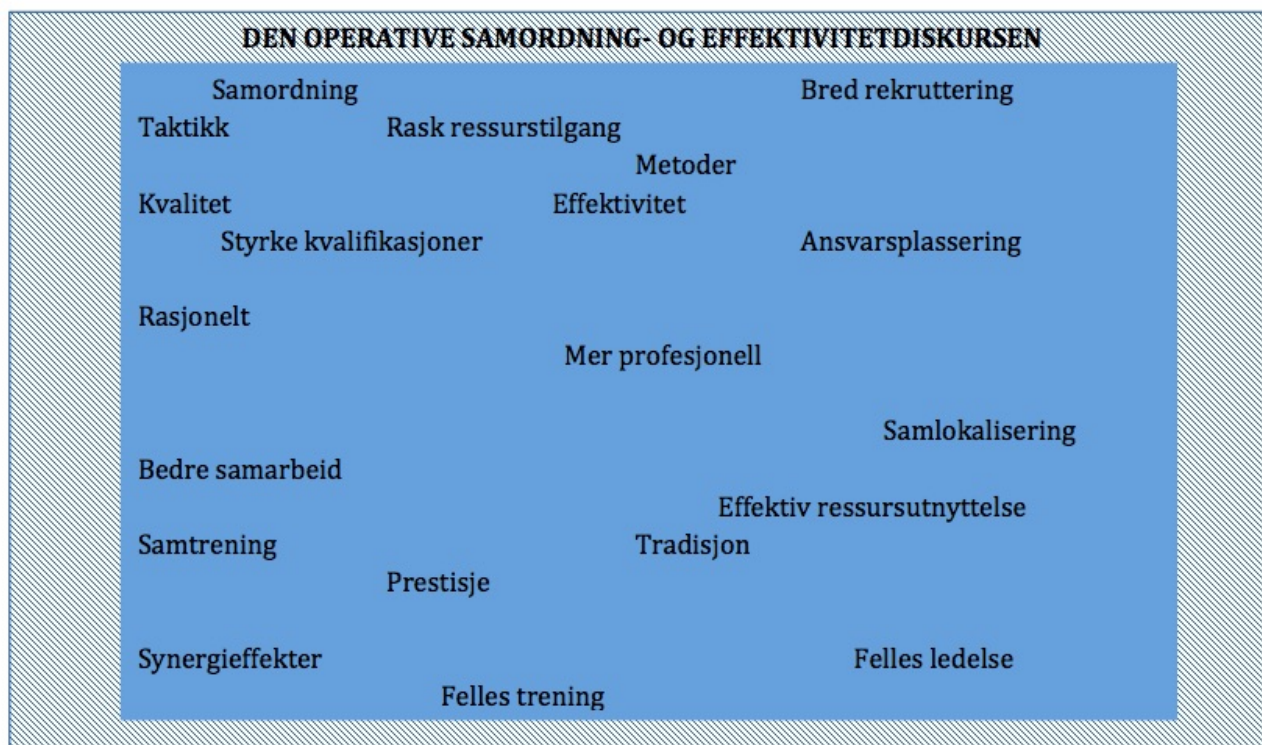 DEN OPERATIVE SAMORDNING- OG EFFEKTIVITETDISKURSEN
Samordning Bred rekruttering
Taktikk Rask ressurstilgang
Metoder
Kvalitet Effektivitet
Styrke kvalifikasjoner Ansvarsplassering
Rasjonelt
Mer profesjonell
Samlokalisering
Bedre samarbeid
Effektiv ressursutnyttelse
Samtrening Tradisjon
Prestisje
Synergieffekter Felles ledelse
Felles trening